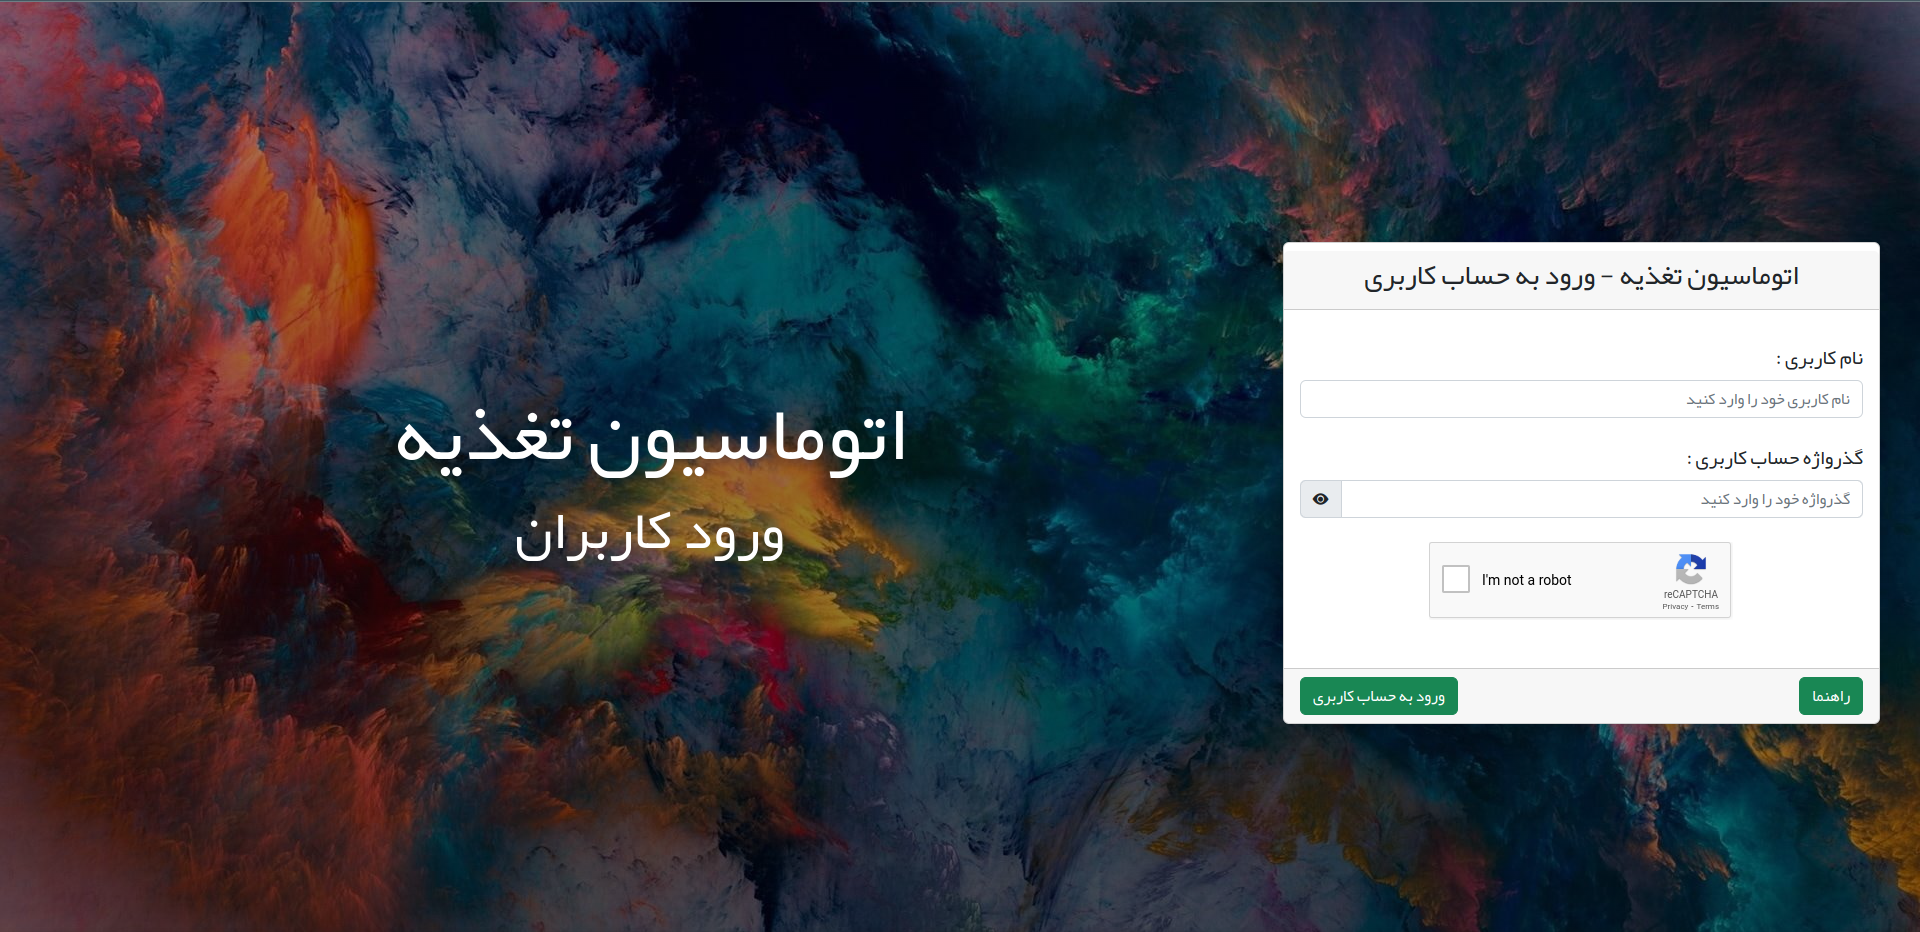 اتوماسیون تغذیه
ورود کاربران
اتوماسیون تغذیه - ورود به حساب کاربری
نام کاربری :
نام کاربری خود را وارد کنید
گذرواژه حساب کاربری :
گذرواژه خود را وارد کنید
I'm not a robot
reCAPTCHA
Privacy - Terms
راهنما
ورود به حساب کاربری